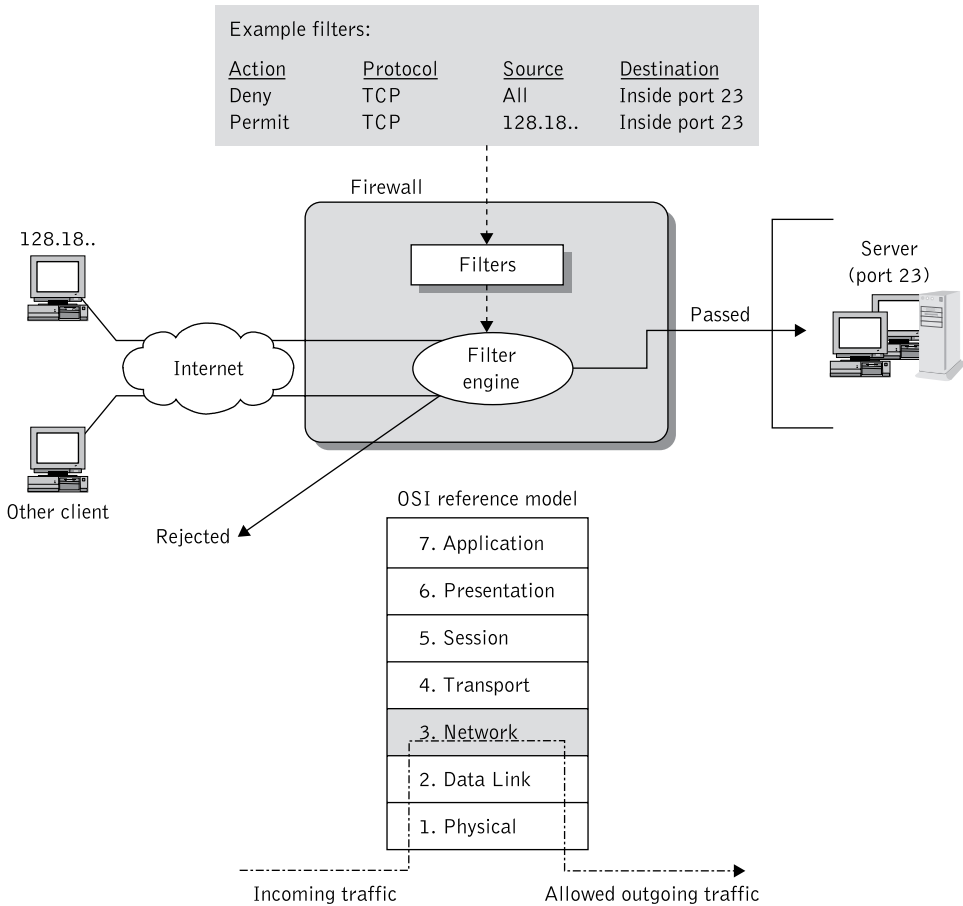 Example filters:
Action Protocol Source Destination
Deny TCP All Inside port 23
Permit TCP 128.18.. Inside port 23
Firewall
128.18..
Filters
Server
(port 23)
Passed
Internet
Filter
engine
Other client
Rejected
OSI reference model
7. Application
6. Presentation
5. Session
4. Transport
3. Network
2. Data Link
1. Physical
Incoming traffic
Allowed outgoing traffic